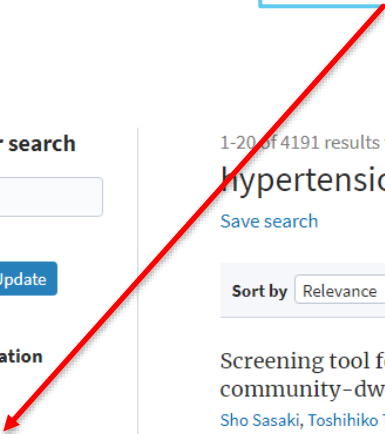 r search
1-20 of 4191 results
hypertensio
Save search
Update
Sort by Relevance
ation
Screening tool f
community-dw
Sho Sasaki, Toshihiko